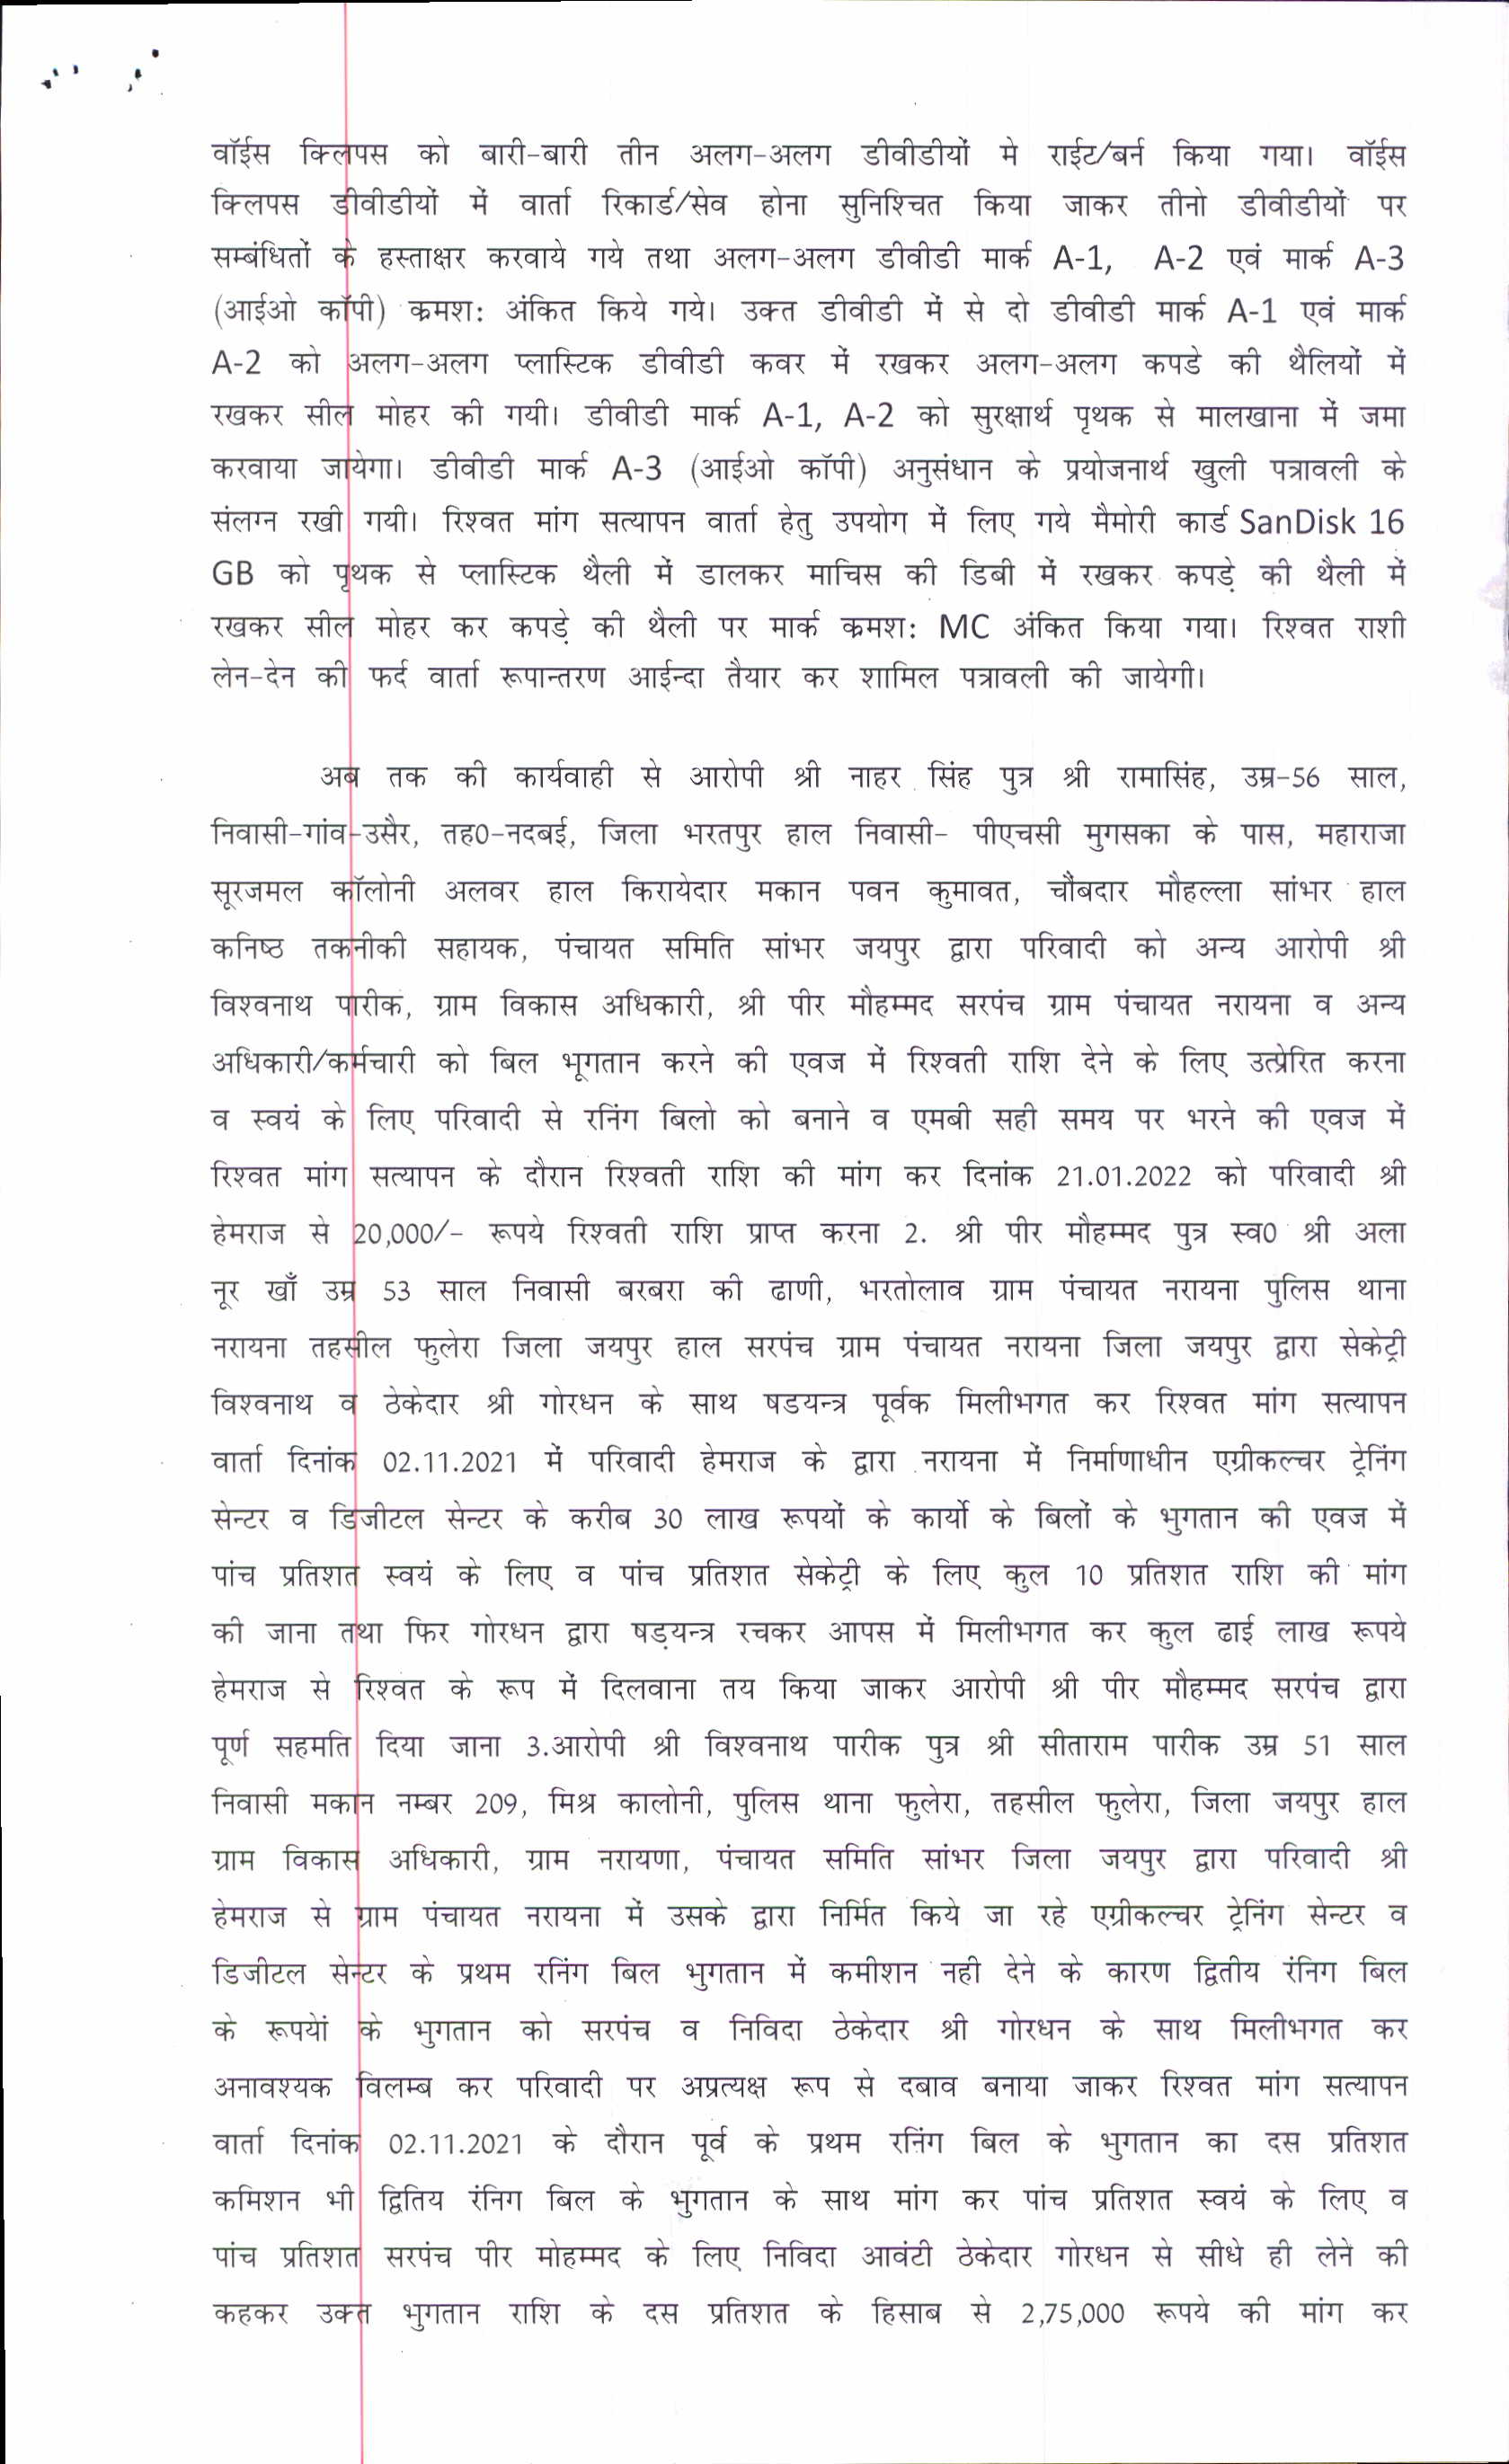 वॉईस क्लिपस को बारी-बारी तीन अलग-अलग डीवीडीयों मे राईट/बर्न किया गया। वॉईस
क्लिपस डीवीडीयों में वार्ता रिकार्ड/सेव होना सुनिश्चित किया जाकर तीनो डीवीडीयों पर
सम्बंधितों के हस्ताक्षर करवाये गये तथा अलग-अलग डीवीडी मार्क A-1, A-2 एवं मार्क A-3
(आईओ कॉपी) क्रमश: अंकित किये गये। उक्त डीवीडी में से दो डीवीडी मार्क A-1 एवं मार्क
A-2 को अलग-अलग प्लास्टिक डीवीडी कवर में रखकर अलग-अलग कपडे की थैलियों में
रखकर सील मोहर की गयी। डीवीडी मार्क A-1, A-2 को सुरक्षार्थ पृथक से मालखाना में जमा
करवाया जायेगा। डीवीडी मार्क A-3 (आईओ कॉपी) अनुसंधान के प्रयोजनार्थ खुली पत्रावली के
संलग्न रखी गयी। रिश्वत मांग सत्यापन वार्ता हेतु उपयोग में लिए गये मैमोरी कार्ड SanDisk 16
GB को पृथक से प्लास्टिक थैली में डालकर माचिस की डिबी में रखकर कपड़े की थैली में
रखकर सील मोहर कर कपड़े की थैली पर मार्क क्रमश: MC अंकित किया गया। रिश्वत राशी
लेन-देन की फर्द वार्ता रूपान्तरण आईन्दा तैयार कर शामिल पत्रावली की जायेगी।
अब तक की कार्यवाही से आरोपी श्री नाहर सिंह पुत्र श्री रामासिंह, उम्र-56 साल,
निवासी-गांव-उसैर, तह0-नदबई, जिला भरतपुर हाल निवासी- पीएचसी मुगसका के पास, महाराजा
सूरजमल कॉलोनी अलवर हाल किरायेदार मकान पवन कुमावत, चौंबदार मौहल्ला सांभर हाल
कनिष्ठ तकनीकी सहायक, पंचायत समिति सांभर जयपुर द्वारा परिवादी को अन्य आरोपी श्री
विश्वनाथ पारीक, ग्राम विकास अधिकारी, श्री पीर मौहम्मद सरपंच ग्राम पंचायत नरायना व अन्य
अधिकारी/कर्मचारी को बिल भूगतान करने की एवज में रिश्वती राशि देने के लिए उत्प्रेरित करना
व स्वयं के लिए परिवादी से रनिंग बिलो को बनाने व एमबी सही समय पर भरने की एवज में
रिश्वत मांग सत्यापन के दौरान रिश्वती राशि की मांग कर दिनांक 21.01.2022 को परिवादी श्री
हेमराज से 20,000/- रूपये रिश्वती राशि प्राप्त करना 2. श्री पीर मौहम्मद पुत्र स्व0 श्री अला
नूर खाँ उम्र 53 साल निवासी बरबरा की ढाणी, भरतोलाव ग्राम पंचायत नरायना पुलिस थाना
नरायना तहसील फुलेरा जिला जयपुर हाल सरपंच ग्राम पंचायत नरायना जिला जयपुर द्वारा सेकेट्री
विश्वनाथ व ठेकेदार श्री गोरधन के साथ षडयन्त्र पूर्वक मिलीभगत कर रिश्वत मांग सत्यापन
वार्ता दिनांक 02.11.2021 में परिवादी हेमराज के द्वारा नरायना में निर्माणाधीन एग्रीकल्चर ट्रेनिंग
सेन्टर व डिजीटल सेन्टर के करीब 30 लाख रूपयों के कार्यो के बिलों के भुगतान की एवज में
पांच प्रतिशत स्वयं के लिए व पांच प्रतिशत सेकेट्री के लिए कुल 10 प्रतिशत राशि की मांग
की जाना तथा फिर गोरधन द्वारा षड़यन्त्र रचकर आपस में मिलीभगत कर कुल ढाई लाख रूपये
हेमराज से रिश्वत के रूप में दिलवाना तय किया जाकर आरोपी श्री पीर मौहम्मद सरपंच द्वारा
पूर्ण सहमति दिया जाना 3.आरोपी श्री विश्वनाथ पारीक पुत्र श्री सीताराम पारीक उम्र 51 साल
निवासी मकान नम्बर 209, मिश्र कालोनी, पुलिस थाना फुलेरा, तहसील फुलेरा, जिला जयपुर हाल
ग्राम विकास अधिकारी, ग्राम नरायणा, पंचायत समिति सांभर जिला जयपुर द्वारा परिवादी श्री
हेमराज से ग्राम पंचायत नरायना में उसके द्वारा निर्मित किये जा रहे एग्रीकल्चर ट्रेनिंग सेन्टर व
डिजीटल सेन्टर के प्रथम रनिंग बिल भुगतान में कमीशन नही देने के कारण द्वितीय रंनिग बिल
के रूपयों के भुगतान को सरपंच व निविदा ठेकेदार श्री गोरधन के साथ मिलीभगत कर
अनावश्यक विलम्ब कर परिवादी पर अप्रत्यक्ष रूप से दबाव बनाया जाकर रिश्वत मांग सत्यापन
वार्ता दिनांक 02.11.2021 के दौरान पूर्व के प्रथम रनिंग बिल के भुगतान का दस प्रतिशत
कमिशन भी द्वितिय रंनिग बिल के भुगतान के साथ मांग कर पांच प्रतिशत स्वयं के लिए व
पांच प्रतिशत सरपंच पीर मोहम्मद के लिए निविदा आवंटी ठेकेदार गोरधन से सीधे ही लेने की
कहकर उक्त भुगतान राशि के दस प्रतिशत के हिसाब से 2,75,000 रूपये की मांग कर